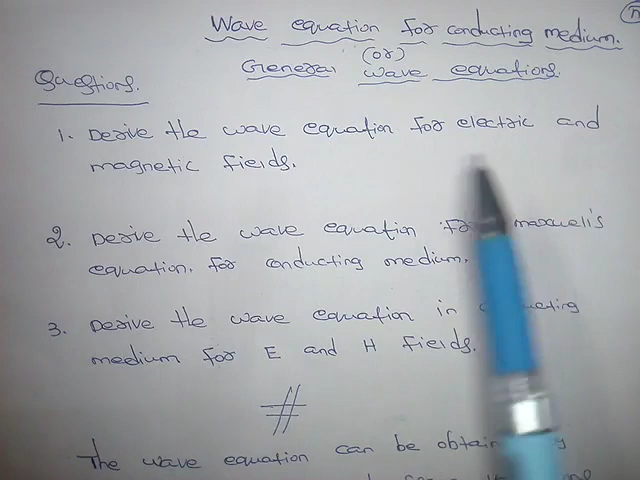 Wave equation for conducting medium.
(or)
General wave equations.
Questions.
1. Derive the wave equation for electric and
magnetic fields.
2. Derive the wave equation maxwell's
equation. for conducting medium.
3. Derive the wave equation in
medium for E and H fields.
#
The wave equation can be